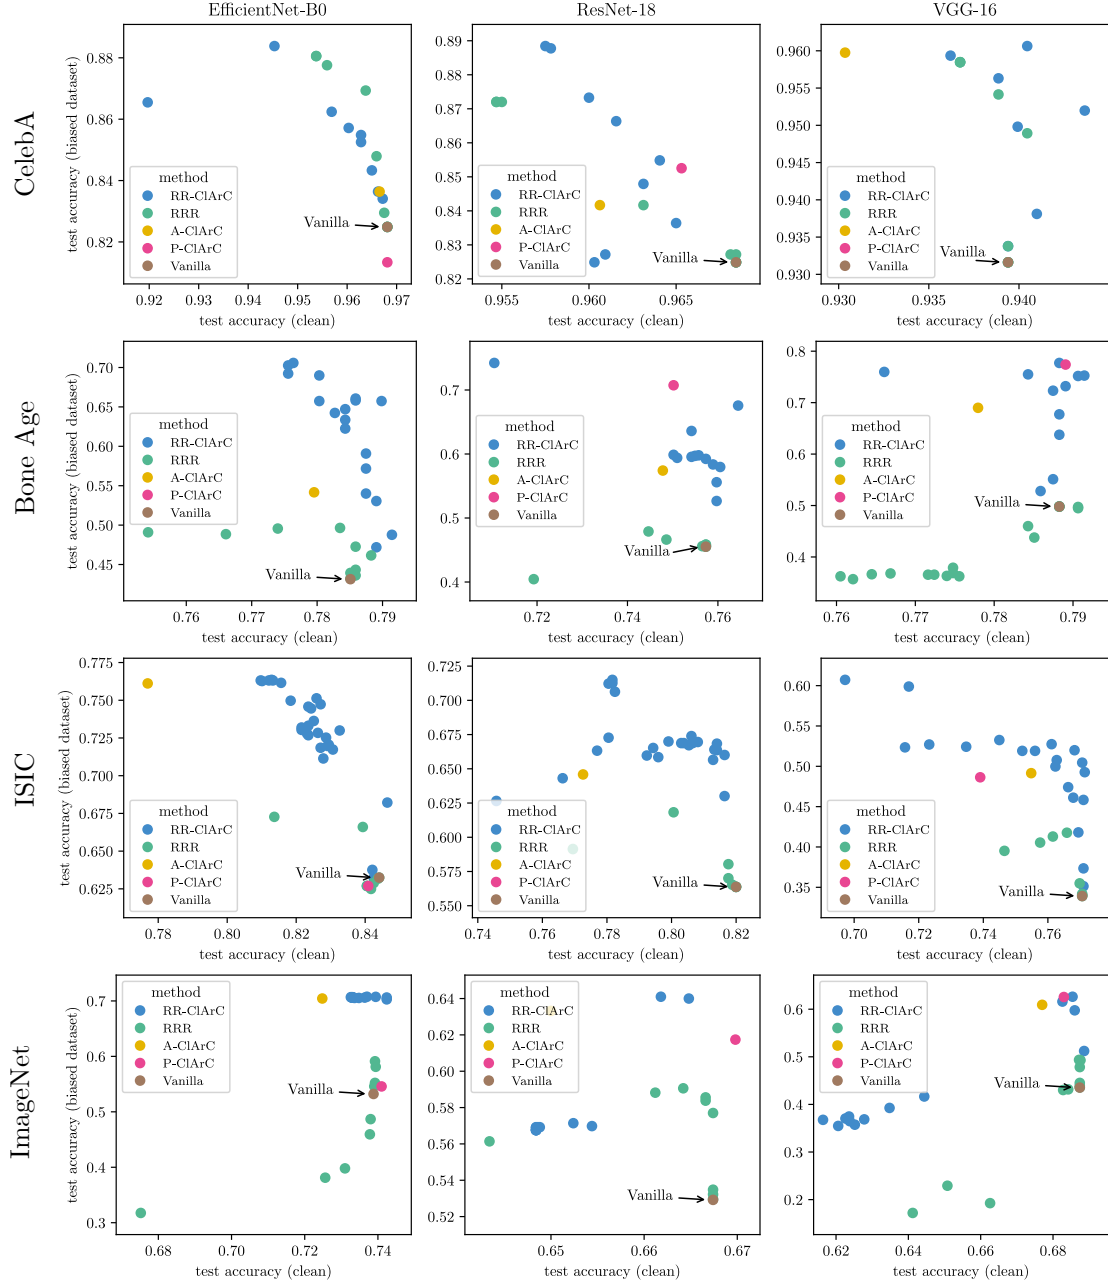 EfficientNet-B0 ResNet-18 VGG-16
CelebA
test accuracy (biased dataset)
0.88
0.86
0.84
0.82
method
RR-ClArC
RRR
A-ClArC
P-ClArC
Vanilla
Vanilla
0.92 0.93 0.94 0.95 0.96 0.97
test accuracy (clean)
0.89
0.88
0.87
0.86
0.85
0.84
0.83
0.82
method
RR-ClArC
RRR
A-ClArC
P-ClArC
Vanilla
Vanilla
0.955 0.960 0.965
test accuracy (clean)
0.960
0.955
0.950
0.945
0.940
0.935
0.930
method
RR-ClArC
RRR
A-ClArC
P-ClArC
Vanilla
Vanilla
0.930 0.935 0.940
test accuracy (clean)
Bone Age
test accuracy (biased dataset)
0.70
0.65
0.60
0.55
0.50
0.45
method
RR-ClArC
RRR
A-ClArC
P-ClArC
Vanilla
Vanilla
0.76 0.77 0.78 0.79
test accuracy (clean)
0.7
0.6
0.5
0.4
method
RR-ClArC
RRR
A-ClArC
P-ClArC
Vanilla
Vanilla
0.72 0.74 0.76
test accuracy (clean)
0.8
0.7
0.6
0.5
0.4
method
RR-ClArC
RRR
A-ClArC
P-ClArC
Vanilla
Vanilla
0.76 0.77 0.78 0.79
test accuracy (clean)
ISIC
test accuracy (biased dataset)
0.775
0.750
0.725
0.700
0.675
0.650
0.625
method
RR-ClArC
RRR
A-ClArC
P-ClArC
Vanilla
Vanilla
0.78 0.80 0.82 0.84
test accuracy (clean)
0.725
0.700
0.675
0.650
0.625
0.600
0.575
0.550
method
RR-ClArC
RRR
A-ClArC
P-ClArC
Vanilla
Vanilla
0.74 0.76 0.78 0.80 0.82
test accuracy (clean)
0.60
0.55
0.50
0.45
0.40
0.35
method
RR-ClArC
RRR
A-ClArC
P-ClArC
Vanilla
Vanilla
0.70 0.72 0.74 0.76
test accuracy (clean)
ImageNet
test accuracy (biased dataset)
0.7
0.6
0.5
0.4
0.3
method
RR-ClArC
RRR
A-ClArC
P-ClArC
Vanilla
Vanilla
0.68 0.70 0.72 0.74
test accuracy (clean)
0.64
0.62
0.60
0.58
0.56
0.54
0.52
method
RR-ClArC
RRR
A-ClArC
P-ClArC
Vanilla
Vanilla
0.65 0.66 0.67
test accuracy (clean)
0.6
0.5
0.4
0.3
0.2
method
RR-ClArC
RRR
A-ClArC
P-ClArC
Vanilla
Vanilla
0.62 0.64 0.66 0.68
test accuracy (clean)